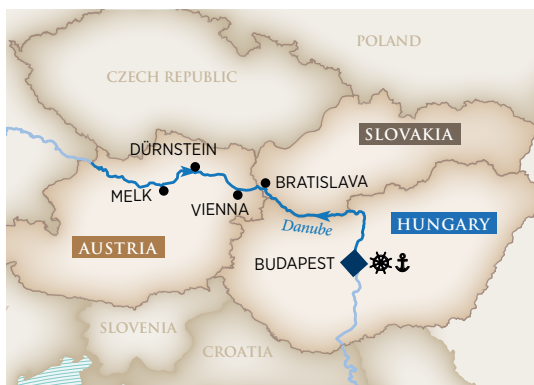 POLAND
CZECH REPUBLIC
SLOVAKIA
DÜRNSTEIN
MELK
VIENNA
BRATISLAVA
Danube
HUNGARY
AUSTRIA
BUDAPEST
SLOVENIA
CROATIA